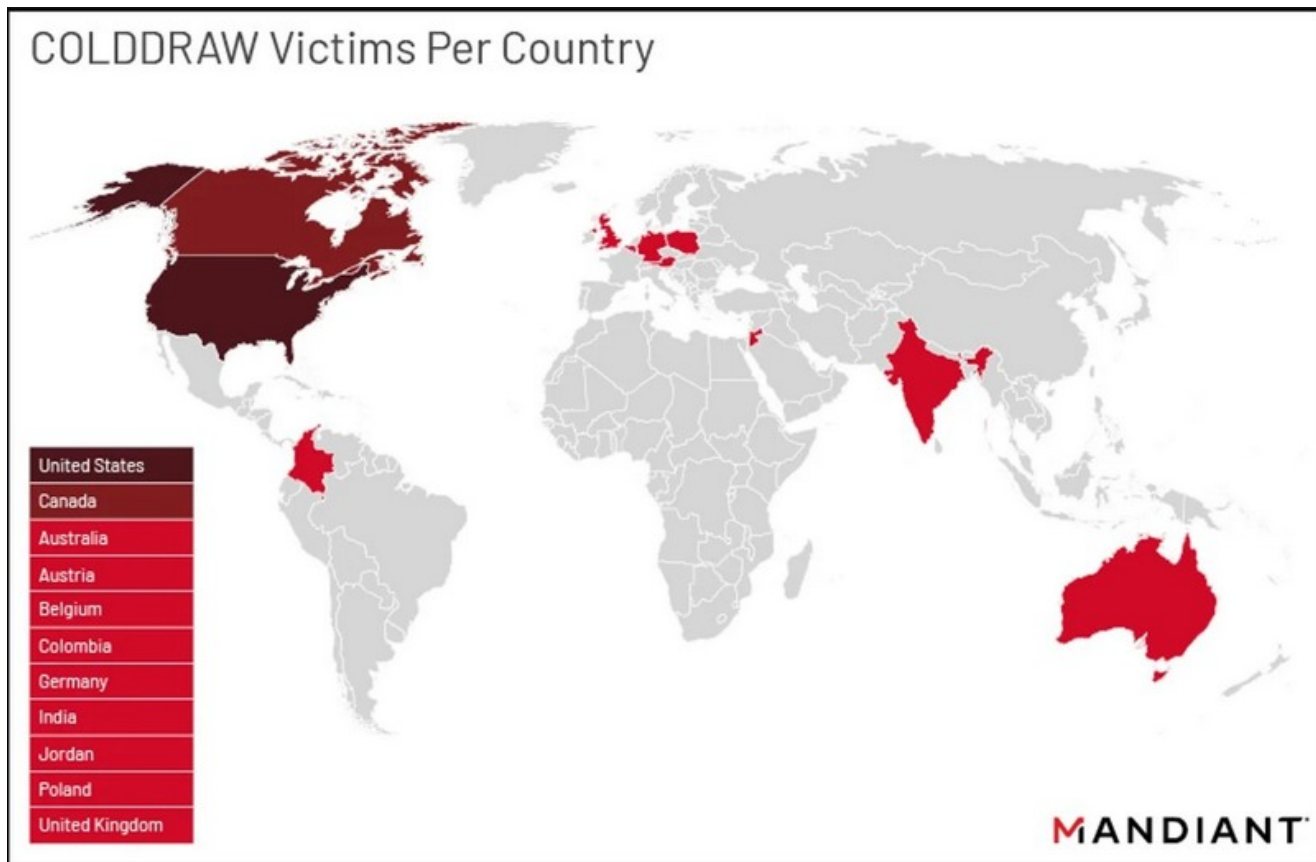 COLDDRAW Victims Per Country
United States
Canada
Australia
Austria
Belgium
Colombia
Germany
India
Jordan
Poland
United Kingdom
MANDIANT